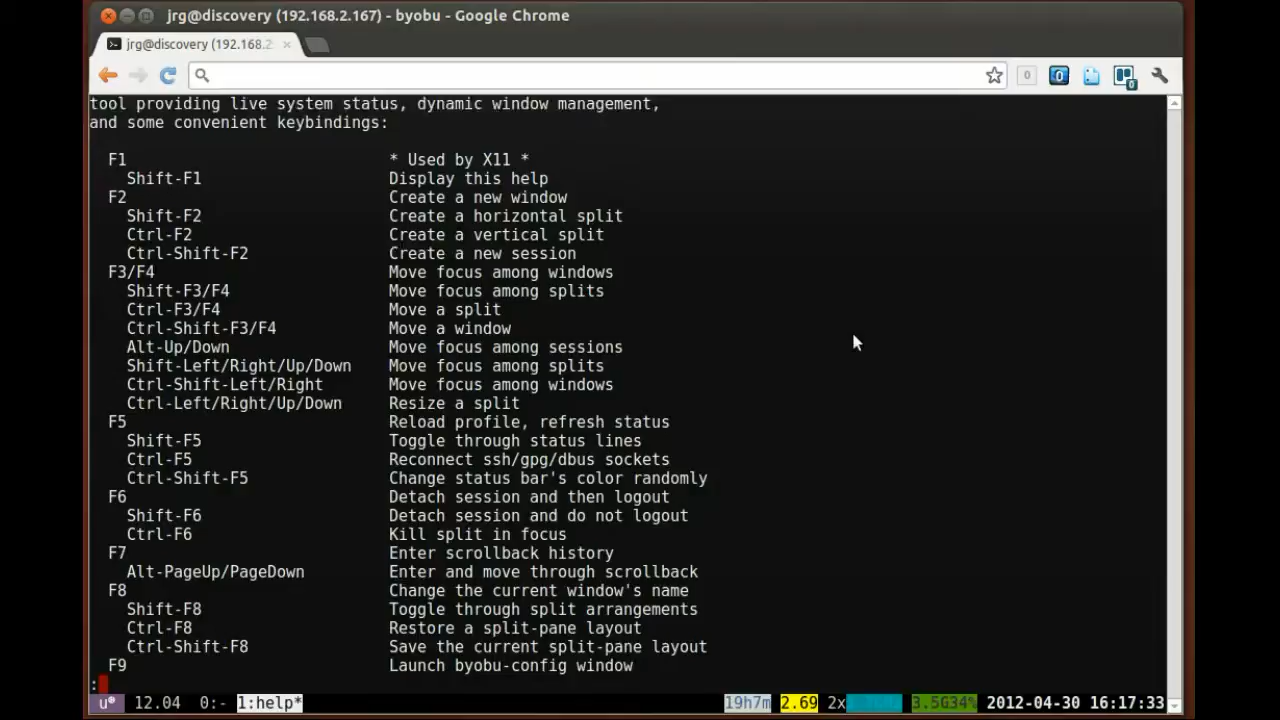 jrg@discovery (192.168.2.167) - byobu - Google Chrome
jrg@discovery (192.168.2
0
0
0
tool providing live system status, dynamic window management,
and some convenient keybindings:
F1 * Used by X11 *
Shift-F1 Display this help
F2 Create a new window
Shift-F2 Create a horizontal split
Ctrl-F2 Create a vertical split
Ctrl-Shift-F2 Create a new session
F3/F4 Move focus among windows
Shift-F3/F4 Move focus among splits
Ctrl-F3/F4 Move a split
Ctrl-Shift-F3/F4 Move a window
Alt-Up/Down Move focus among sessions
Shift-Left/Right/Up/Down Move focus among splits
Ctrl-Shift-Left/Right Move focus among windows
Ctrl-Left/Right/Up/Down Resize a split
F5 Reload profile, refresh status
Shift-F5 Toggle through status lines
Ctrl-F5 Reconnect ssh/gpg/dbus sockets
Ctrl-Shift-F5 Change status bar's color randomly
F6 Detach session and then logout
Shift-F6 Detach session and do not logout
Ctrl-F6 Kill split in focus
F7 Enter scrollback history
Alt-PageUp/PageDown Enter and move through scrollback
F8 Change the current window's name
Shift-F8 Toggle through split arrangements
Ctrl-F8 Restore a split-pane layout
Ctrl-Shift-F8 Save the current split-pane layout
F9 Launch byobu-config window
:
u 12.04 0:- 1:help* 19h7m 2.69 2x 3.5G34% 2012-04-30 16:17:33